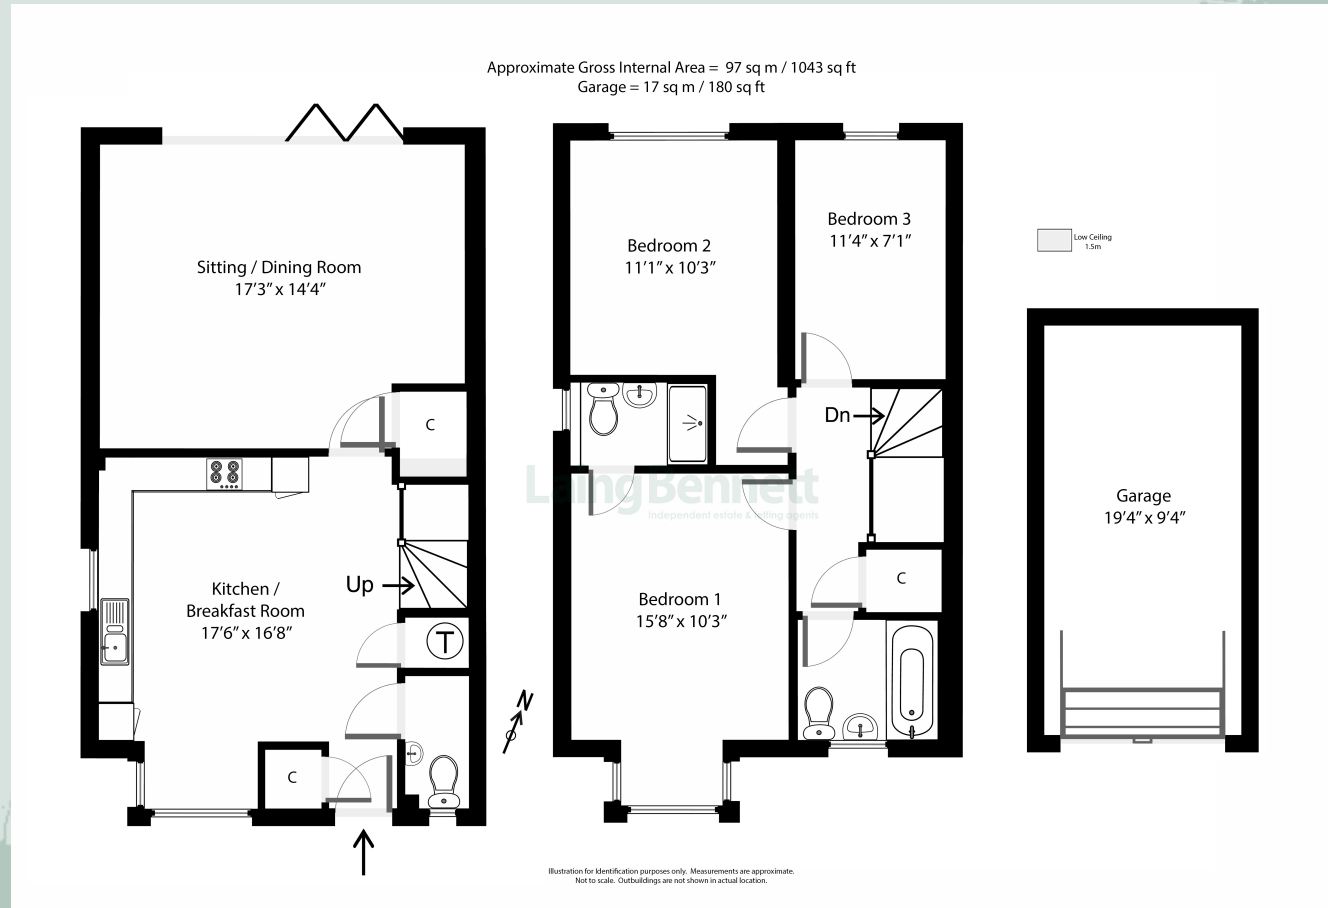 Approximate Gross Internal Area = 97 sq m / 1043 sq ft
Garage = 17 sq m / 180 sq ft
Sitting / Dining Room
17'3" x 14'4"
C
Kitchen /
Breakfast Room
17'6" x 16'8"
Up
T
C
N
Bedroom 2
11'1" x 10'3"
Bedroom 3
11'4" x 7'1"
Dn
Laing Bennett
Independent estate & letting agents
Bedroom 1
15'8" x 10'3"
C
Low Ceiling
1.5m
Garage
19'4" x 9'4"
Illustration for Identification purposes only. Measurements are approximate.
Not to scale. Outbuildings are not shown in actual location.